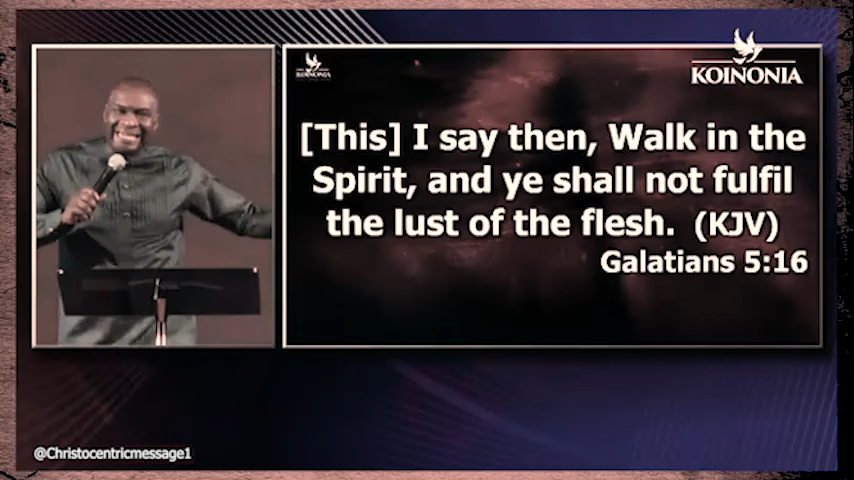 KOINONIA
KOINONIA
[This] I say then, Walk in the
Spirit, and ye shall not fulfil
the lust of the flesh. (KJV)
Galatians 5:16
@Christocentricmessage1